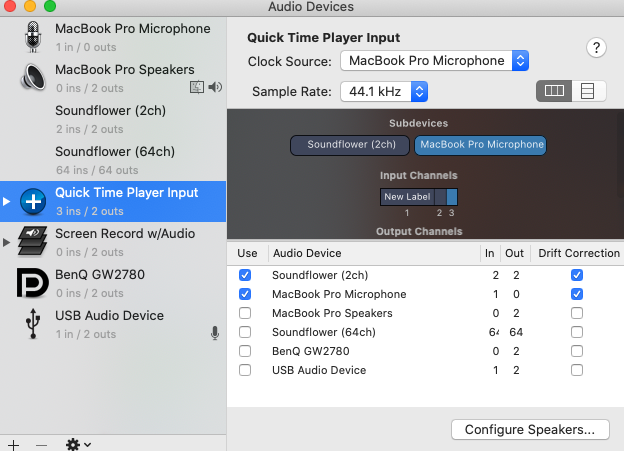 Audio Devices
MacBook Pro Microphone
1 in / 0 outs
MacBook Pro Speakers
0 ins / 2 outs
Soundflower (2ch)
2 ins / 2 outs
Soundflower (64ch)
64 ins / 64 outs
Quick Time Player Input
3 ins / 2 outs
Screen Record w/Audio
0 ins / 2 outs
BenQ GW2780
0 ins / 2 outs
USB Audio Device
1 in / 2 outs
Quick Time Player Input
?
Clock Source: MacBook Pro Microphone
Sample Rate: 44.1 kHz
Subdevices
Soundflower (2ch) MacBook Pro Microphone
Input Channels
New Label
1 2 3
Output Channels
Use Audio Device In Out Drift Correction
Soundflower (2ch) 2 2
MacBook Pro Microphone 1 0
MacBook Pro Speakers 0 2
Soundflower (64ch) 64 64
BenQ GW2780 0 2
USB Audio Device 1 2
Configure Speakers...